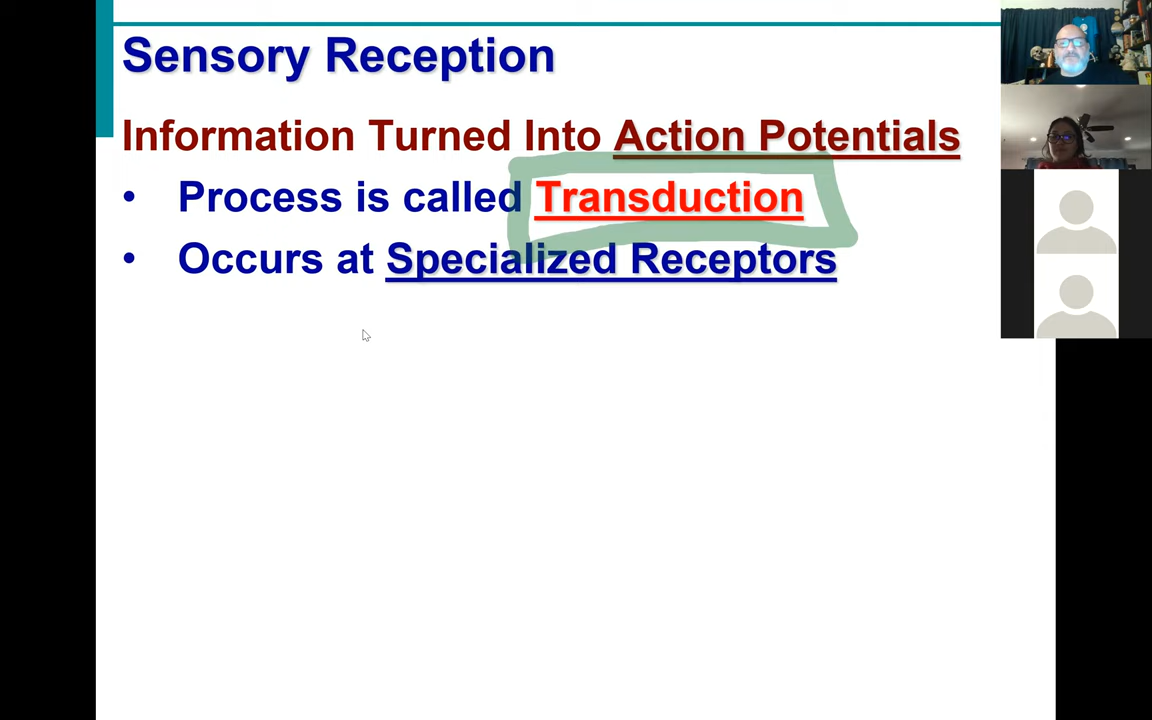 Sensory Reception
Information Turned Into Action Potentials
• Process is called Transduction
• Occurs at Specialized Receptors